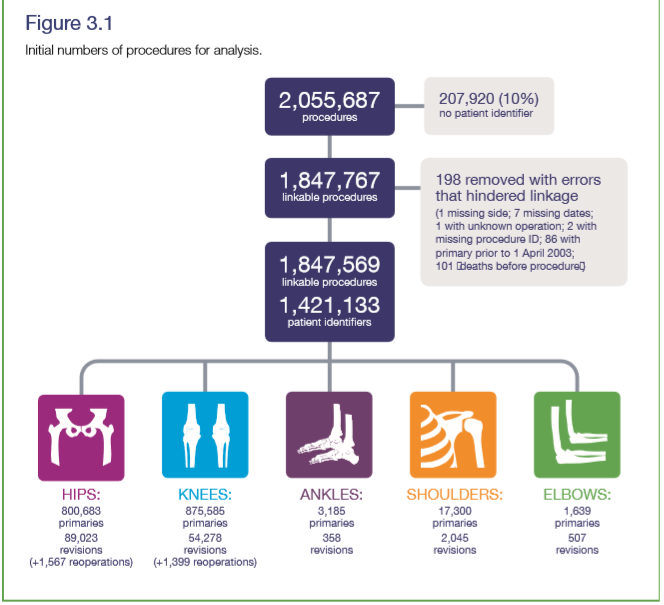 Figure 3.1
Initial numbers of procedures for analysis.
2,055,687
procedures
207,920 (10%)
no patient identifier
1,847,767
linkable procedures
198 removed with errors
that hindered linkage
(1 missing side; 7 missing dates;
1 with unknown operation; 2 with
missing procedure ID; 86 with
primary prior to 1 April 2003;
101 deaths before procedure)
1,847,569
linkable procedures
1,421,133
patient identifiers
HIPS:
800,683
primaries
89,023
revisions
(+1,567 reoperations)
KNEES:
875,585
primaries
54,278
revisions
(+1,399 reoperations)
ANKLES:
3,185
primaries
358
revisions
SHOULDERS:
17,300
primaries
2,045
revisions
ELBOWS:
1,639
primaries
507
revisions